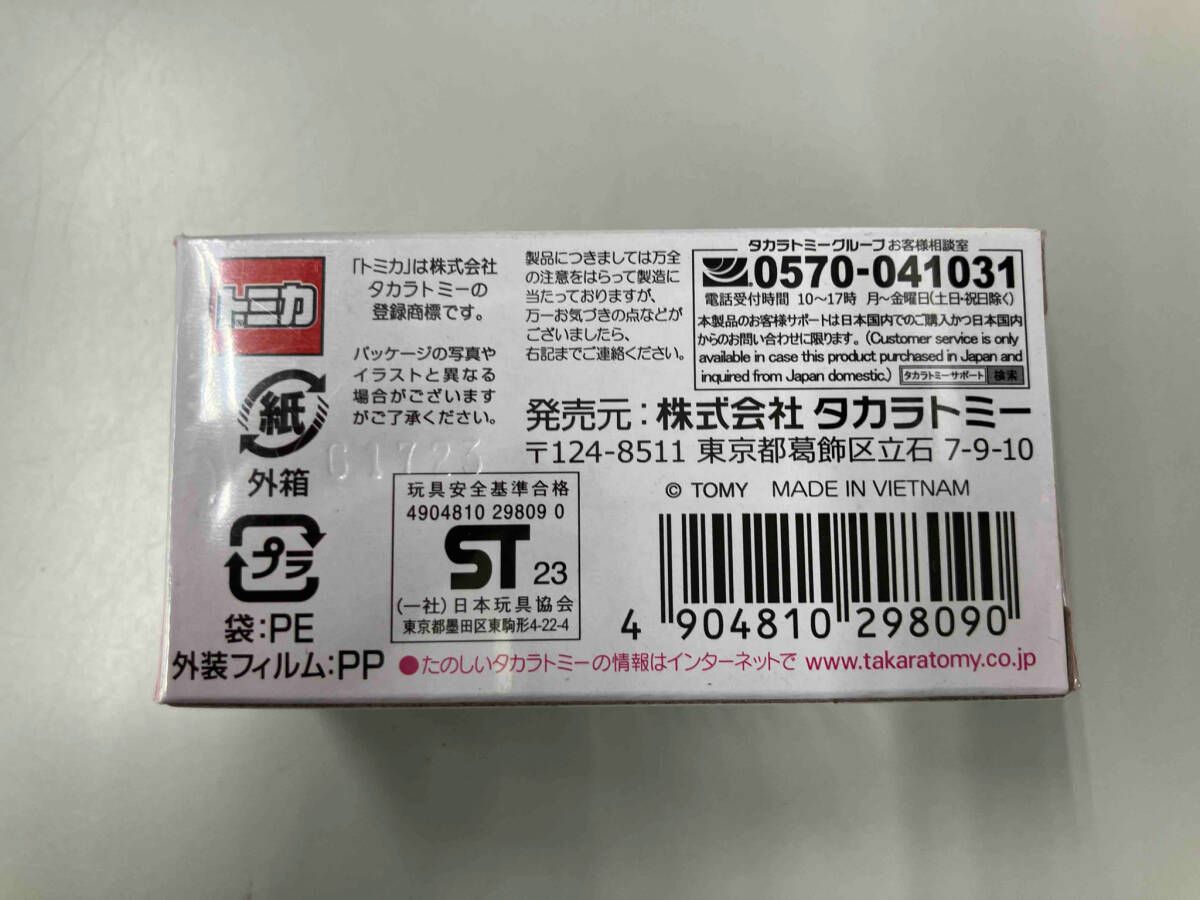 トミカ
「トミカ」は株式会社
タカラトミーの
登録商標です。
パッケージの写真や
イラストと異なる
場合がございます
がご了承ください。
製品につきましては万全
の注意をはらって製造に
当たっておりますが、
万一お気づきの点などが
ございましたら、
右記までご連絡ください。
タカラトミーグループ お客様相談室
0570-041031
電話受付時間 10〜17時 月〜金曜日(土日・祝日除く)
本製品のお客様サポートは日本国内でのご購入かつ日本国内
からのお問い合わせに限ります。(Customer service is only
available in case this product purchased in Japan and
inquired from Japan domestic.) タカラトミーサポート 検索
発売元:株式会社 タカラトミー
〒124-8511 東京都葛飾区立石 7-9-10
© TOMY MADE IN VIETNAM
紙
外箱
C1723
プラ
袋:PE
外装フィルム:PP
玩具安全基準合格
4904810 29809 0
ST 23
(一社)日本玩具協会
東京都墨田区東駒形4-22-4
4 904810 298090
●たのしいタカラトミーの情報はインターネットで www.takaratomy.co.jp